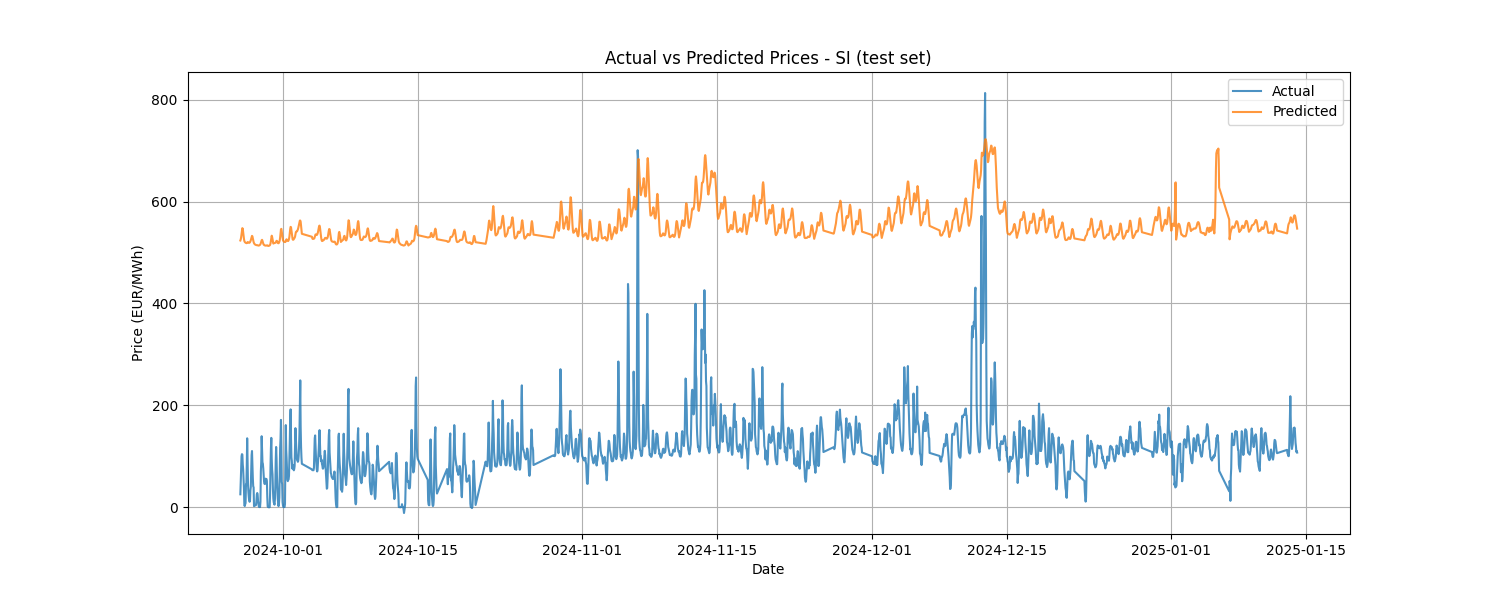 Actual vs Predicted Prices - SI (test set)
Actual
Predicted
Price (EUR/MWh)
800
600
400
200
0
2024-10-01 2024-10-15 2024-11-01 2024-11-15 2024-12-01 2024-12-15 2025-01-01 2025-01-15
Date